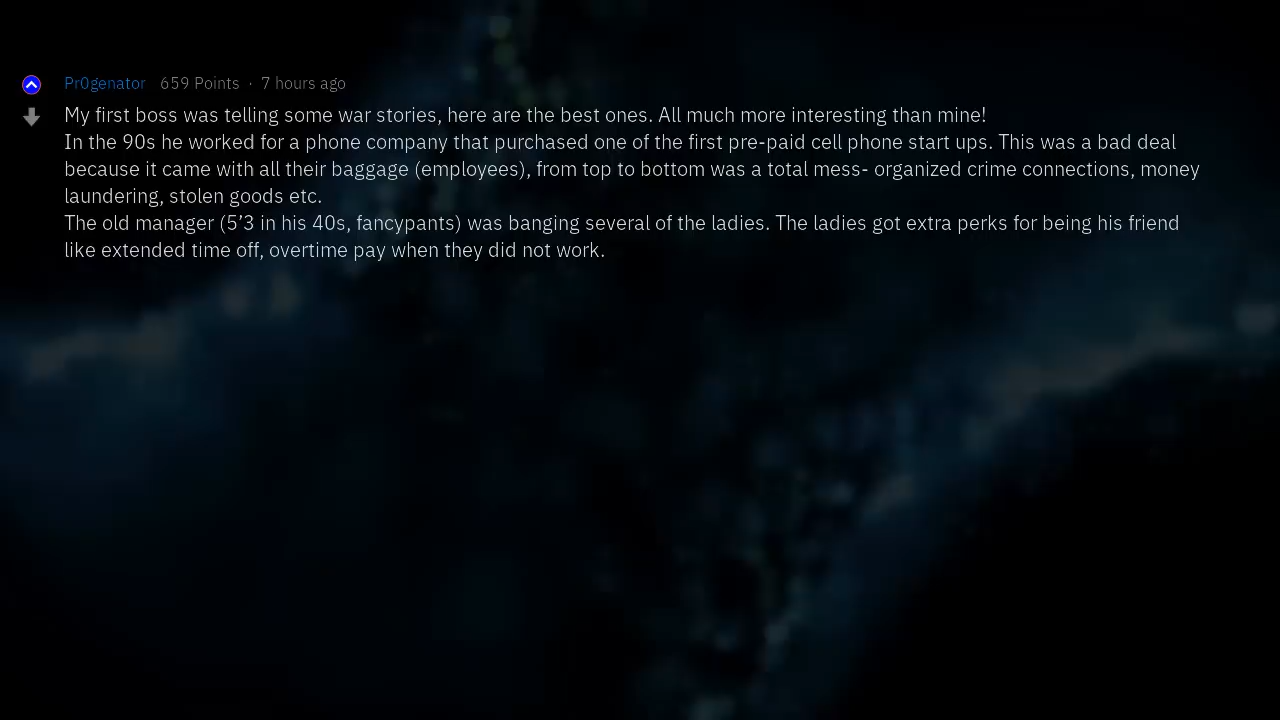 Pr0genator 659 Points · 7 hours ago
My first boss was telling some war stories, here are the best ones. All much more interesting than mine!
In the 90s he worked for a phone company that purchased one of the first pre-paid cell phone start ups. This was a bad deal
because it came with all their baggage (employees), from top to bottom was a total mess- organized crime connections, money
laundering, stolen goods etc.
The old manager (5’3 in his 40s, fancypants) was banging several of the ladies. The ladies got extra perks for being his friend
like extended time off, overtime pay when they did not work.